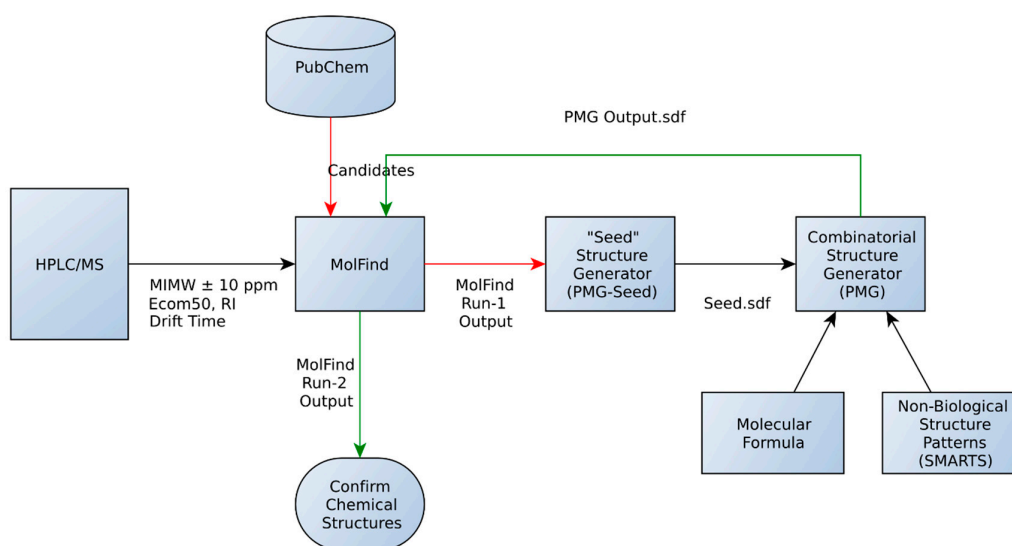 PubChem
PMG Output.sdf
Candidates
HPLC/MS
MIMW ± 10 ppm
Ecom50, RI
Drift Time
MolFind
MolFind
Run-1
Output
"Seed"
Structure
Generator
(PMG-Seed)
Seed.sdf
Combinatorial
Structure
Generator
(PMG)
MolFind
Run-2
Output
Molecular
Formula
Non-Biological
Structure
Patterns
(SMARTS)
Confirm
Chemical
Structures